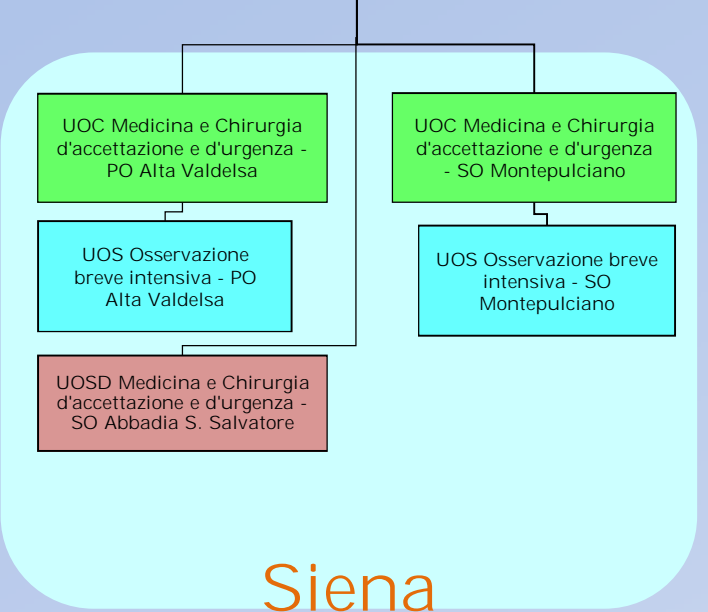 UOC Medicina e Chirurgia
d'accettazione e d'urgenza -
PO Alta Valdelsa
UOC Medicina e Chirurgia
d'accettazione e d'urgenza
- SO Montepulciano
UOS Osservazione
breve intensiva - PO
Alta Valdelsa
UOS Osservazione breve
intensiva - SO
Montepulciano
UOSD Medicina e Chirurgia
d'accettazione e d'urgenza -
SO Abbadia S. Salvatore
Siena